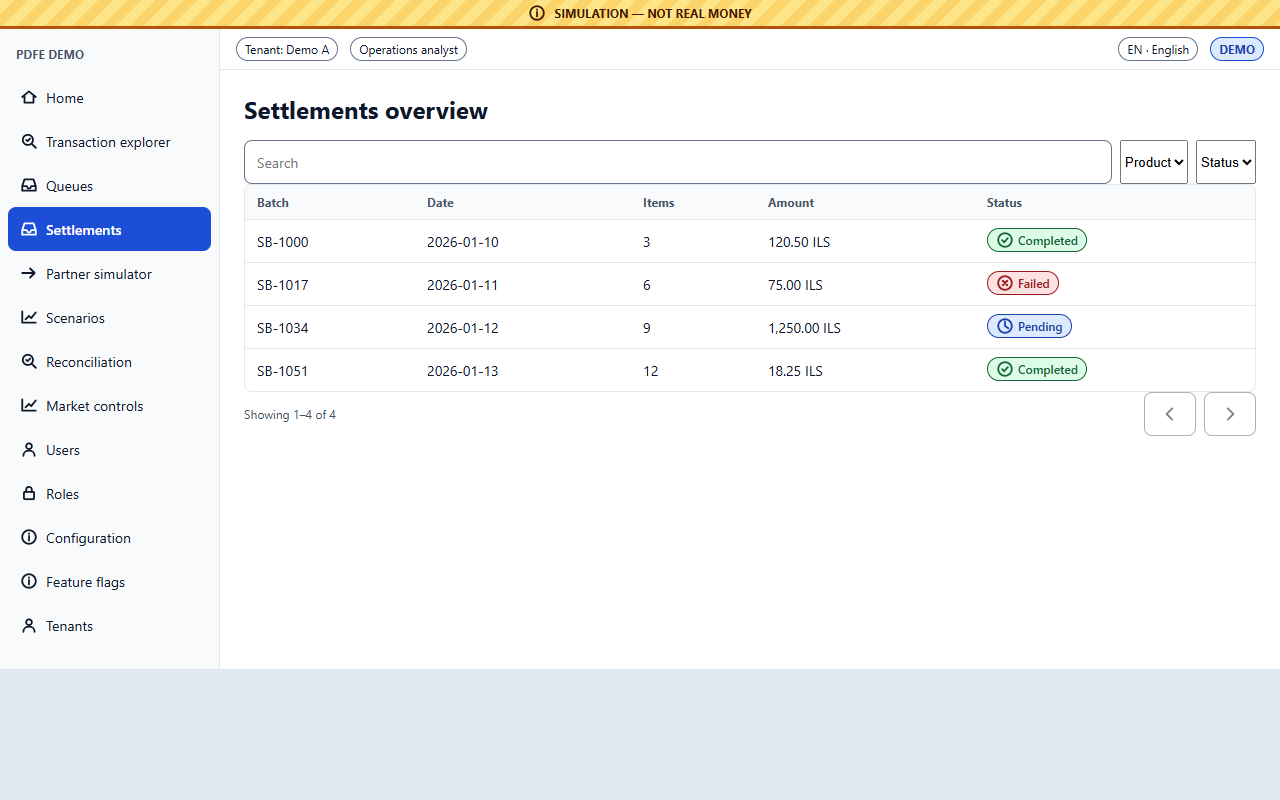 SIMULATION — NOT REAL MONEY
PDFE DEMO
Tenant: Demo A
Operations analyst
EN · English
DEMO
Home
Transaction explorer
Queues
Settlements
Partner simulator
Scenarios
Reconciliation
Market controls
Users
Roles
Configuration
Feature flags
Tenants
Settlements overview
Search
Product
Status
Batch Date Items Amount Status
SB-1000 2026-01-10 3 120.50 ILS Completed
SB-1017 2026-01-11 6 75.00 ILS Failed
SB-1034 2026-01-12 9 1,250.00 ILS Pending
SB-1051 2026-01-13 12 18.25 ILS Completed
Showing 1–4 of 4